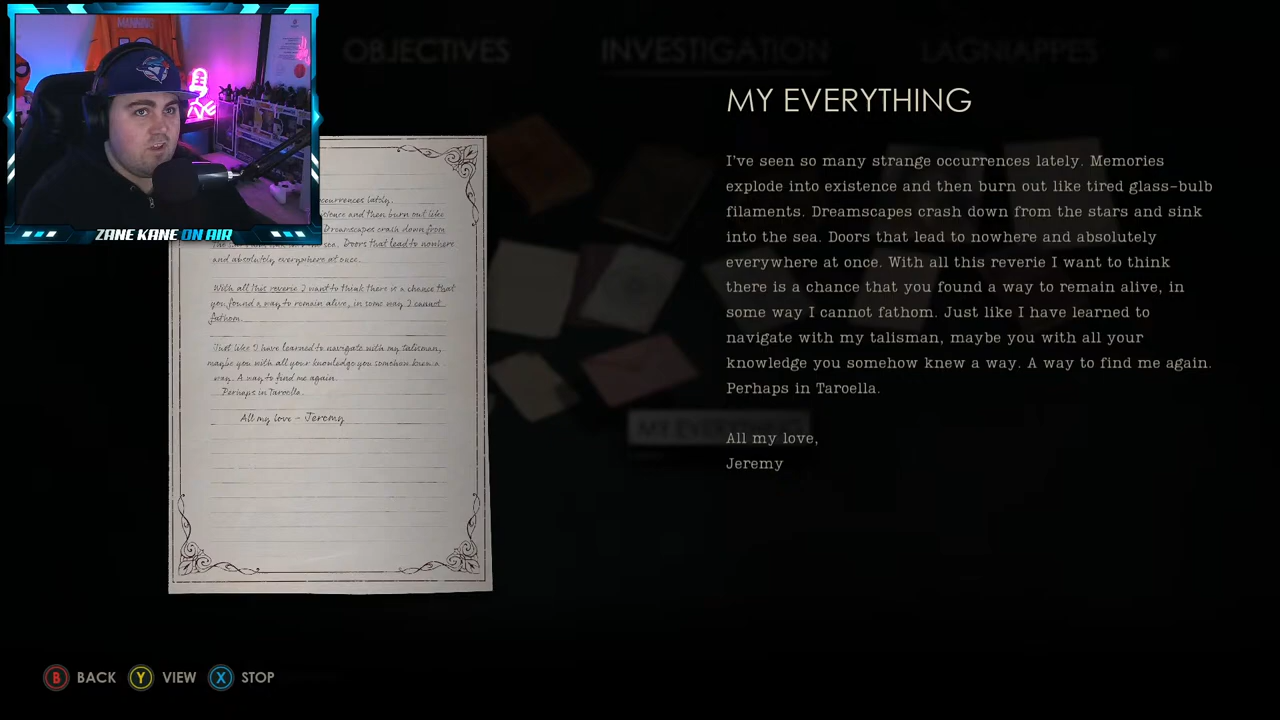 MANNING
OBJECTIVES
INVESTIGATION
LAGNIAPPES
ZANE KANE ON AIR
occurrences lately.
and then burn out like
Dreamscapes crash down from
Doors that lead to nowhere
and absolutely everywhere at once.
With all this reverie I want to think there is a chance that
you found a way to remain alive, in some way I cannot
fathom.
Just like I have learned to navigate with my talisman,
maybe you with all your knowledge you somehow knew a
way. A way to find me again.
Perhaps in Taroella.
All my love - Jeremy
MY EVERYTHING
I've seen so many strange occurrences lately. Memories
explode into existence and then burn out like tired glass-bulb
filaments. Dreamscapes crash down from the stars and sink
into the sea. Doors that lead to nowhere and absolutely
everywhere at once. With all this reverie I want to think
there is a chance that you found a way to remain alive, in
some way I cannot fathom. Just like I have learned to
navigate with my talisman, maybe you with all your
knowledge you somehow knew a way. A way to find me again.
Perhaps in Taroella.
All my love,
Jeremy
MY EVERYTHING
B BACK Y VIEW X STOP